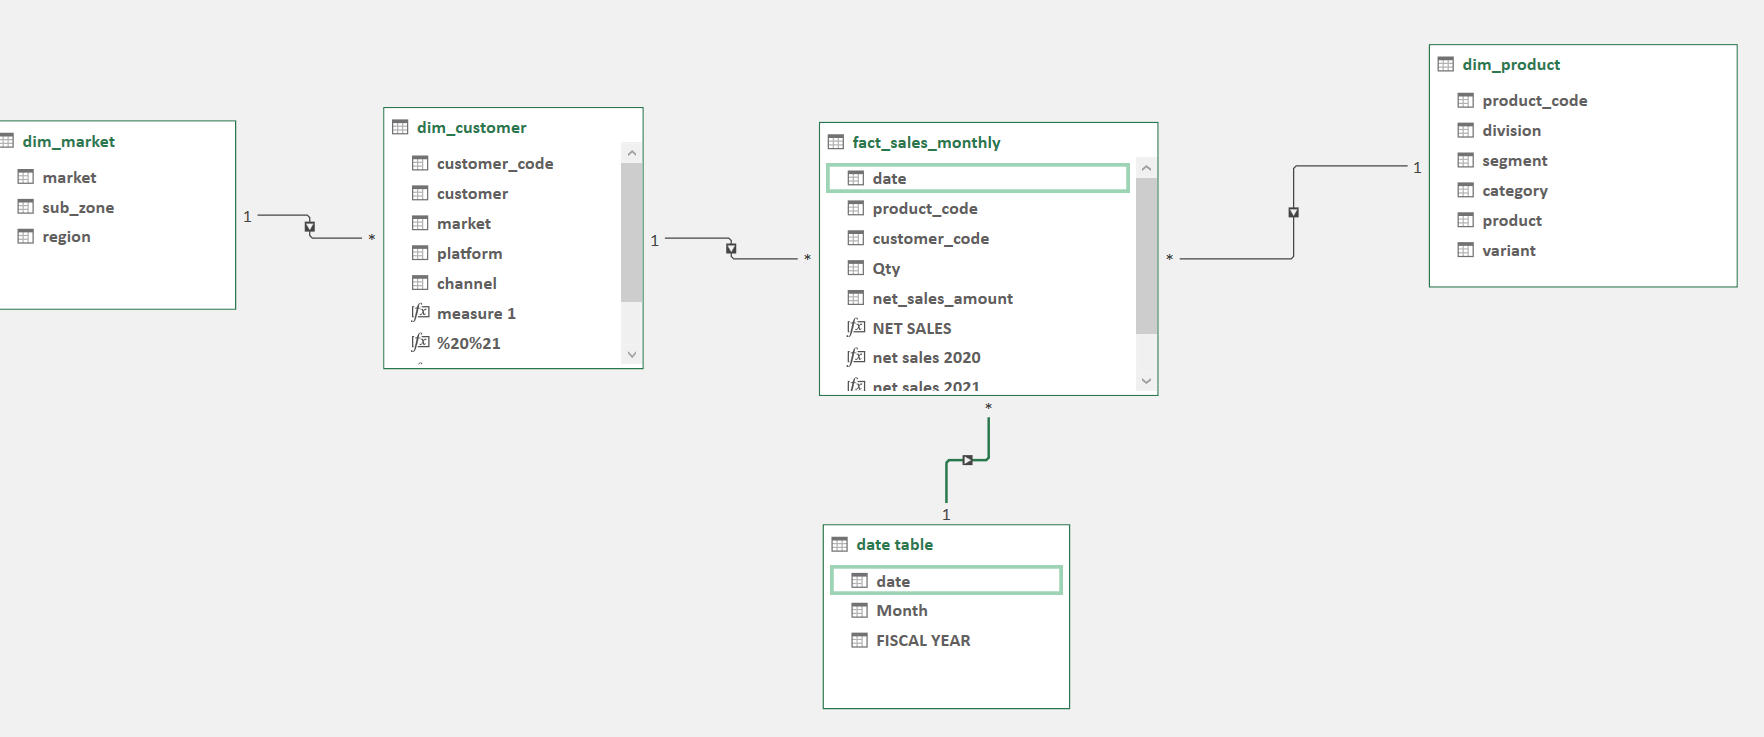 dim_market
market
sub_zone
region
1
*
dim_customer
customer_code
customer
market
platform
channel
measure 1
%20%21
1
*
fact_sales_monthly
date
product_code
customer_code
Qty
net_sales_amount
NET SALES
net sales 2020
net sales 2021
*
1
dim_product
product_code
division
segment
category
product
variant
*
1
date table
date
Month
FISCAL YEAR